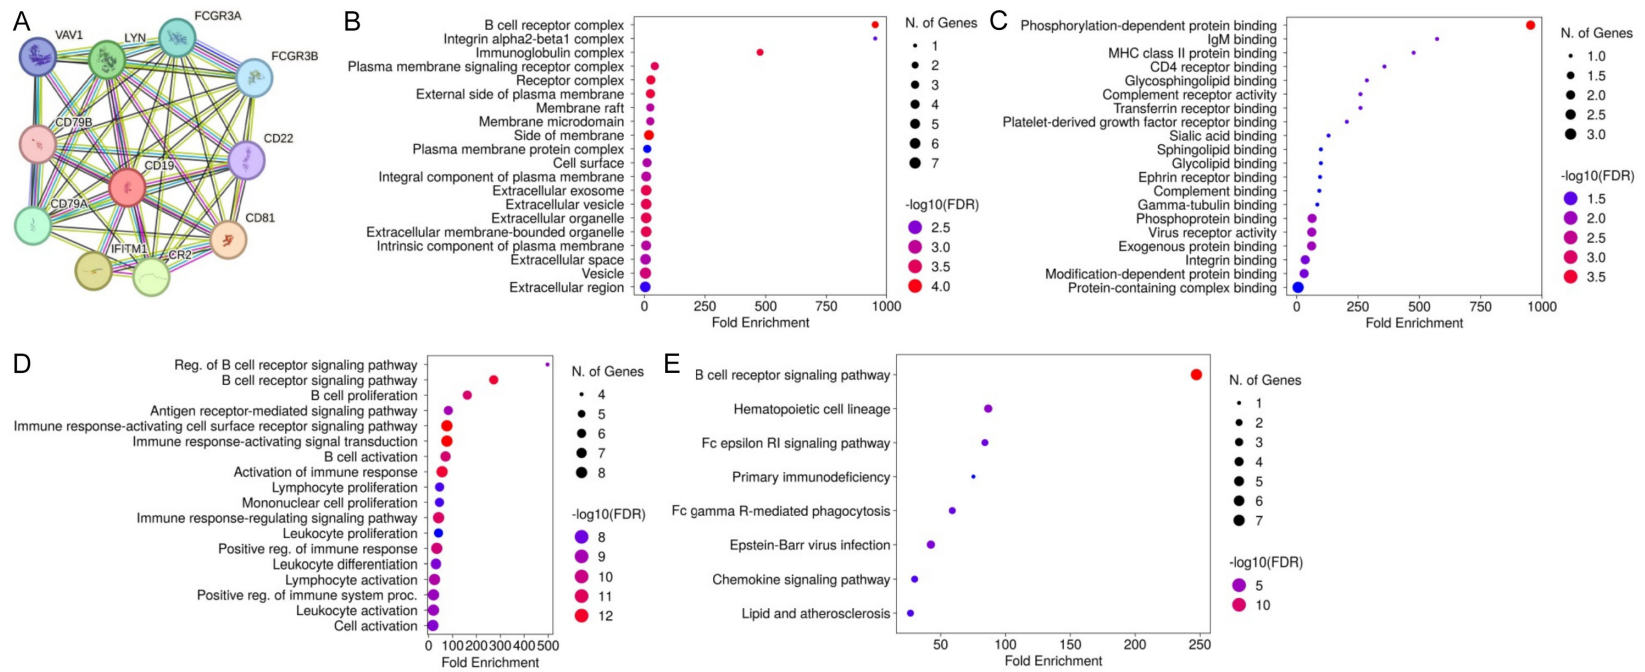 A
VAV1
LYN
FCGR3A
FCGR3B
CD79B
CD22
CD19
CD79A
CD81
IFITM1
CR2
B
B cell receptor complex
Integrin alpha2-beta1 complex
Immunoglobulin complex
Plasma membrane signaling receptor complex
Receptor complex
External side of plasma membrane
Membrane raft
Membrane microdomain
Side of membrane
Plasma membrane protein complex
Cell surface
Integral component of plasma membrane
Extracellular exosome
Extracellular vesicle
Extracellular organelle
Extracellular membrane-bounded organelle
Intrinsic component of plasma membrane
Extracellular space
Vesicle
Extracellular region
0 250 500 750 1000
Fold Enrichment
N. of Genes
1
2
3
4
5
6
7
-log10(FDR)
2.5
3.0
3.5
4.0
C
Phosphorylation-dependent protein binding
IgM binding
MHC class II protein binding
CD4 receptor binding
Glycosphingolipid binding
Complement receptor activity
Transferrin receptor binding
Platelet-derived growth factor receptor binding
Sialic acid binding
Sphingolipid binding
Glycolipid binding
Ephrin receptor binding
Complement binding
Gamma-tubulin binding
Phosphoprotein binding
Virus receptor activity
Exogenous protein binding
Integrin binding
Modification-dependent protein binding
Protein-containing complex binding
0 250 500 750 1000
Fold Enrichment
N. of Genes
1.0
1.5
2.0
2.5
3.0
-log10(FDR)
1.5
2.0
2.5
3.0
3.5
D
Reg. of B cell receptor signaling pathway
B cell receptor signaling pathway
B cell proliferation
Antigen receptor-mediated signaling pathway
Immune response-activating cell surface receptor signaling pathway
Immune response-activating signal transduction
B cell activation
Activation of immune response
Lymphocyte proliferation
Mononuclear cell proliferation
Immune response-regulating signaling pathway
Leukocyte proliferation
Positive reg. of immune response
Leukocyte differentiation
Lymphocyte activation
Positive reg. of immune system proc.
Leukocyte activation
Cell activation
0 100 200 300 400 500
Fold Enrichment
N. of Genes
4
5
6
7
8
-log10(FDR)
8
9
10
11
12
E
B cell receptor signaling pathway
Hematopoietic cell lineage
Fc epsilon RI signaling pathway
Primary immunodeficiency
Fc gamma R-mediated phagocytosis
Epstein-Barr virus infection
Chemokine signaling pathway
Lipid and atherosclerosis
50 100 150 200 250
Fold Enrichment
N. of Genes
1
2
3
4
5
6
7
-log10(FDR)
5
10